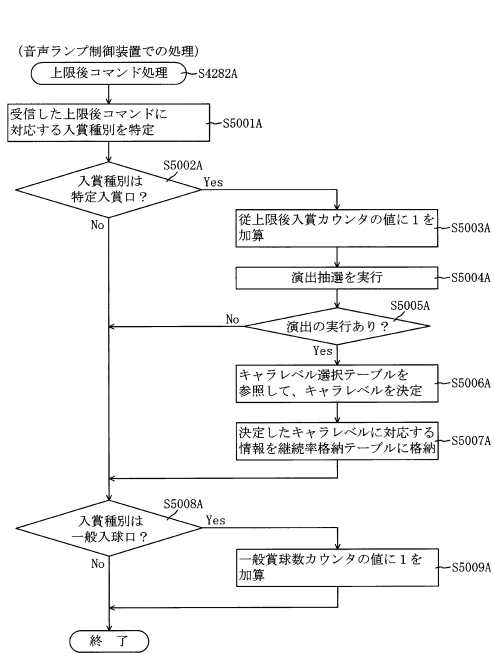 （音声ランプ制御装置での処理）
上限後コマンド処理
S4282A
受信した上限後コマンドに
対応する入賞種別を特定
S5001A
S5002A
入賞種別は
特定入賞口？
Yes
No
従上限後入賞カウンタの値に１を
加算
S5003A
演出抽選を実行
S5004A
S5005A
演出の実行あり？
No
Yes
キャラレベル選択テーブルを
参照して、キャラレベルを決定
S5006A
決定したキャラレベルに対応する
情報を継続率格納テーブルに格納
S5007A
S5008A
入賞種別は
一般入球口？
Yes
No
一般賞球数カウンタの値に１を
加算
S5009A
終　了